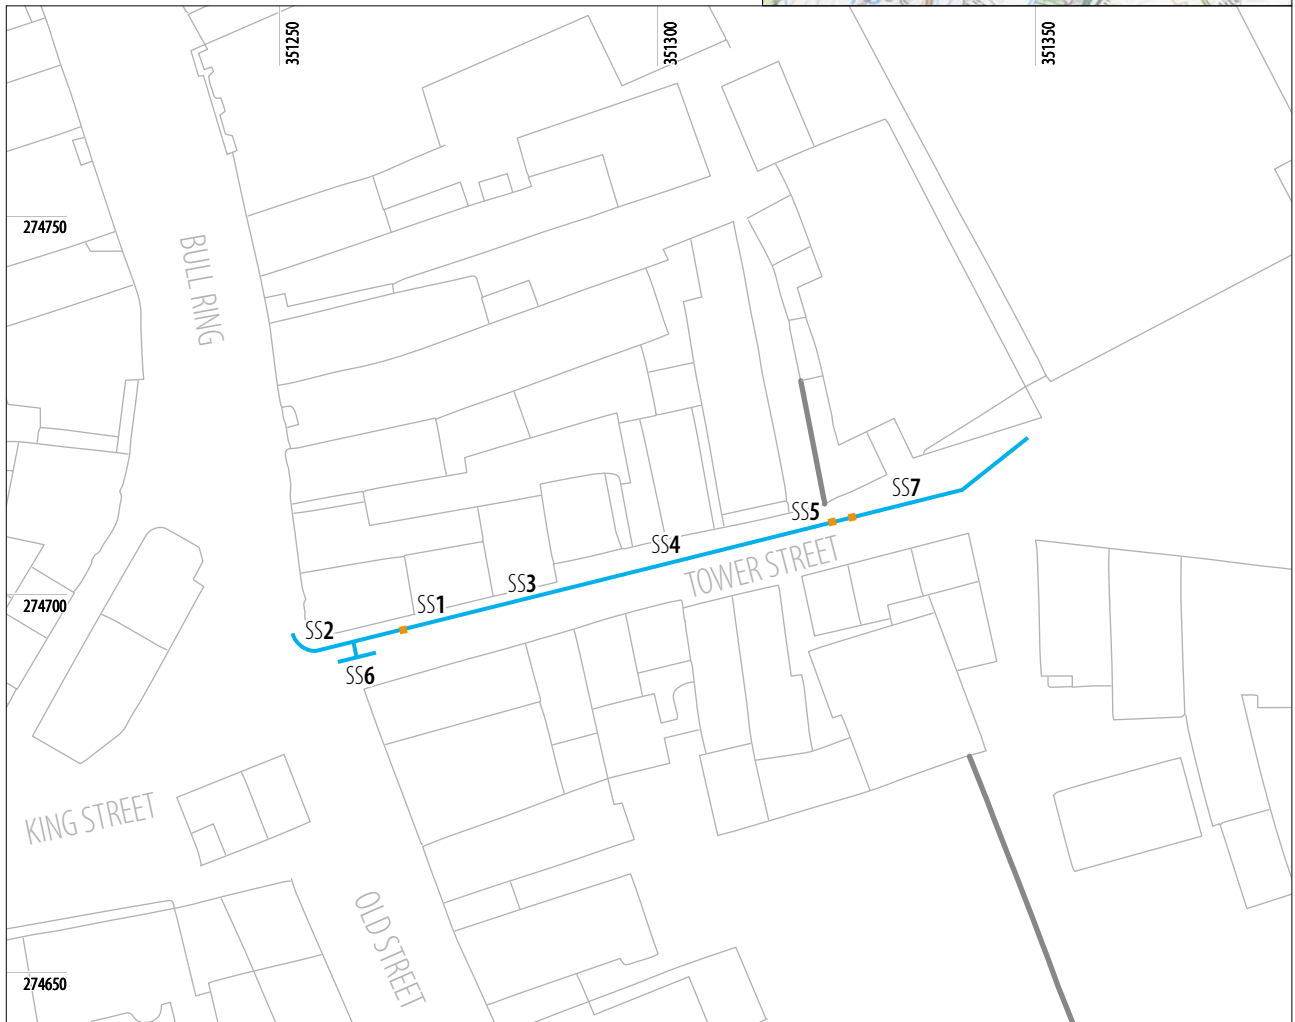 351250
351300
351350
274750
BULL RING
SS7
SS5
SS4
TOWER STREET
274700
SS3
SS1
SS2
SS6
KING STREET
OLD STREET
274650